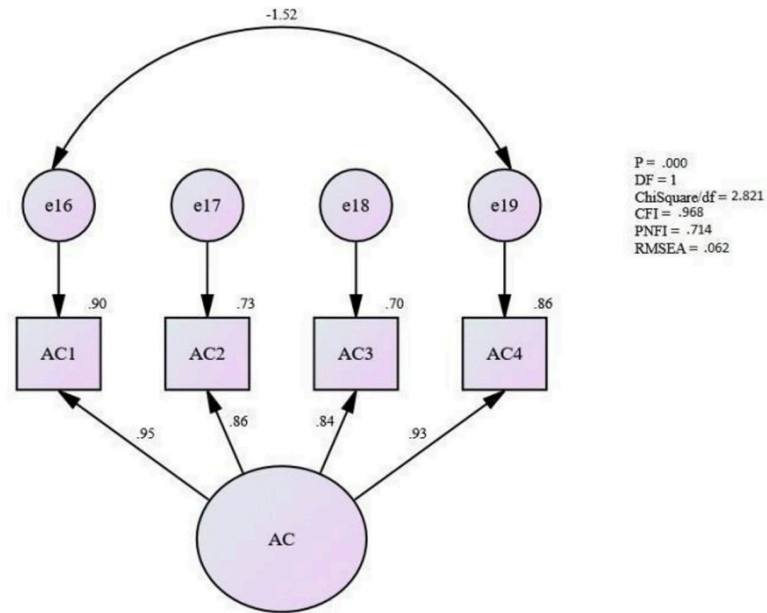 -1.52
e16 e17 e18 e19
P = .000
DF = 1
ChiSquare/df = 2.821
CFI = .968
PNFI = .714
RMSEA = .062
.90 .73 .70 .86
AC1 AC2 AC3 AC4
.95 .86 .84 .93
AC